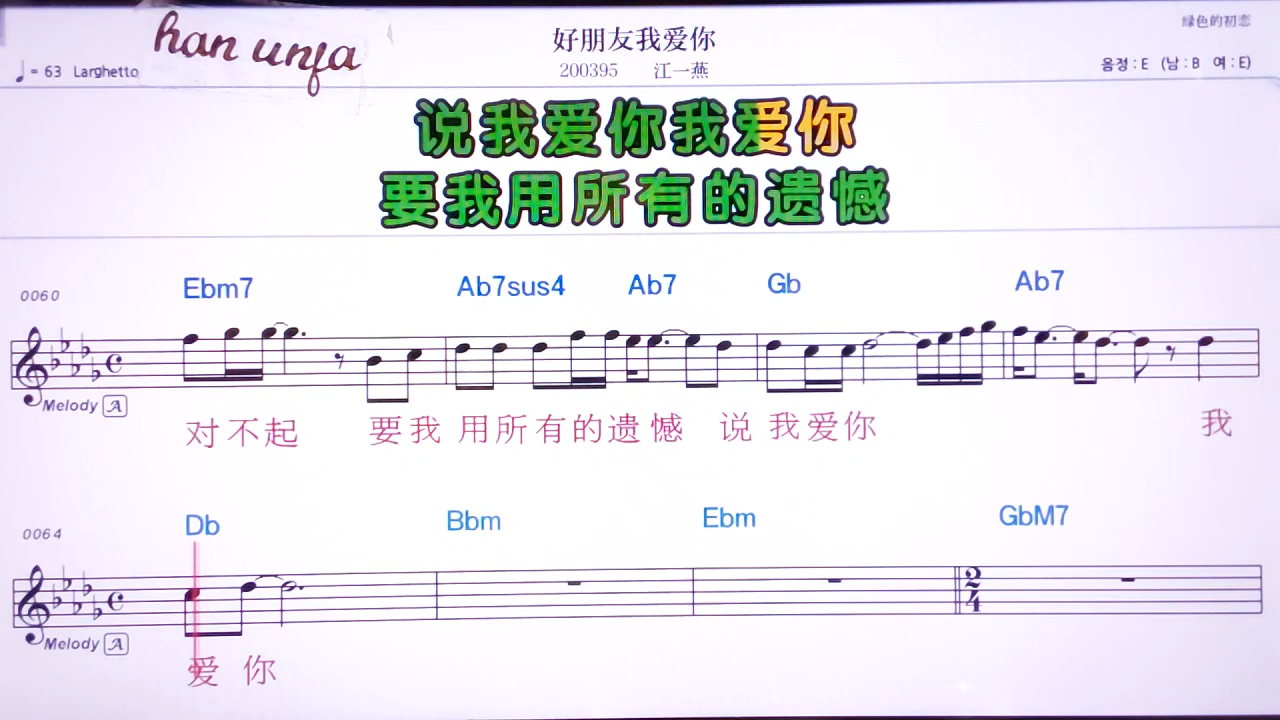 绿色的初恋
han unfa
好朋友我爱你
♩= 63 Larghetto
200395 江一燕
음정 : E (남 : B 여 : E)
说我爱你我爱你
要我用所有的遗憾
0060
Ebm7 Ab7sus4 Ab7 Gb Ab7
Melody A
对不起 要我 用所有的遗憾 说 我爱你 我
0064
Db Bbm Ebm GbM7
2
4
Melody A
爱 你